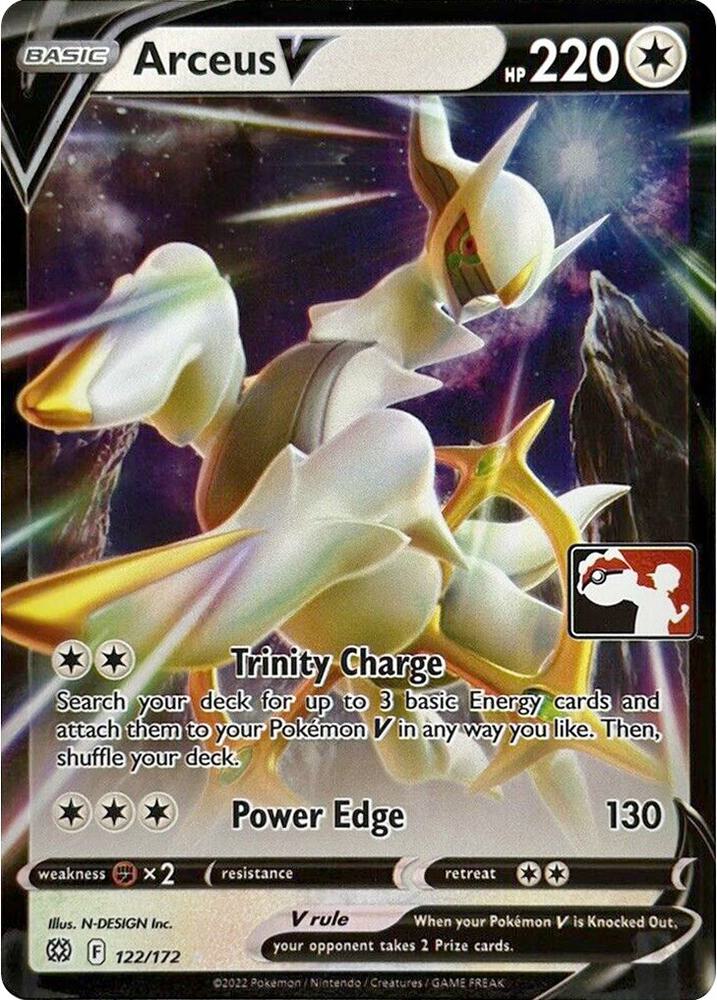 BASIC
Arceus V
HP 220
Trinity Charge
Search your deck for up to 3 basic Energy cards and
attach them to your Pokémon V in any way you like. Then,
shuffle your deck.
Power Edge 130
weakness ×2 resistance retreat
Illus. N-DESIGN Inc.
V rule When your Pokémon V is Knocked Out,
your opponent takes 2 Prize cards.
F 122/172
©2022 Pokémon / Nintendo / Creatures / GAME FREAK